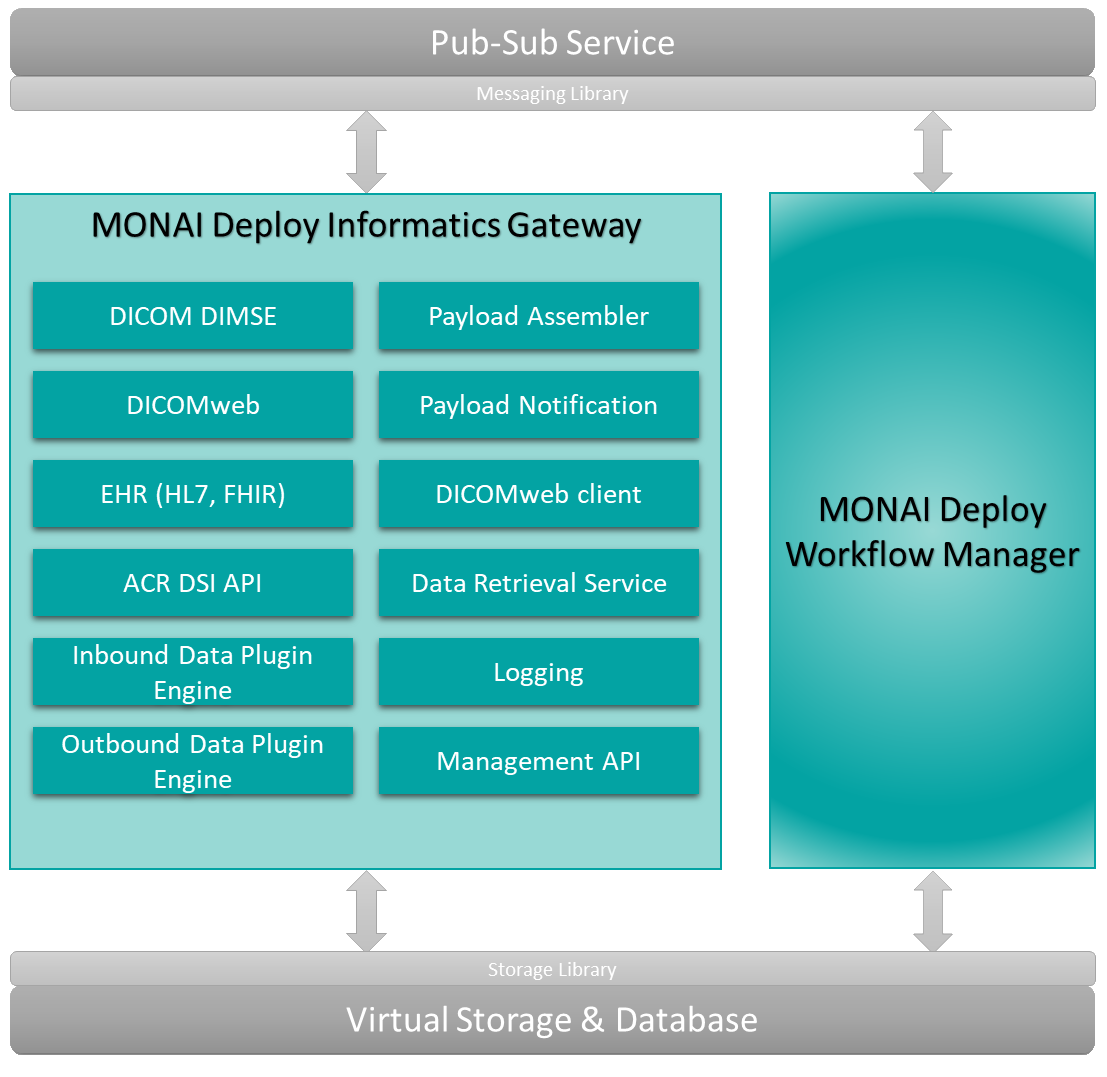 Pub-Sub Service
Messaging Library
MONAI Deploy Informatics Gateway
DICOM DIMSE
Payload Assembler
DICOMweb
Payload Notification
EHR (HL7, FHIR)
DICOMweb client
ACR DSI API
Data Retrieval Service
Inbound Data Plugin
Engine
Logging
Outbound Data Plugin
Engine
Management API
MONAI Deploy
Workflow Manager
Storage Library
Virtual Storage & Database